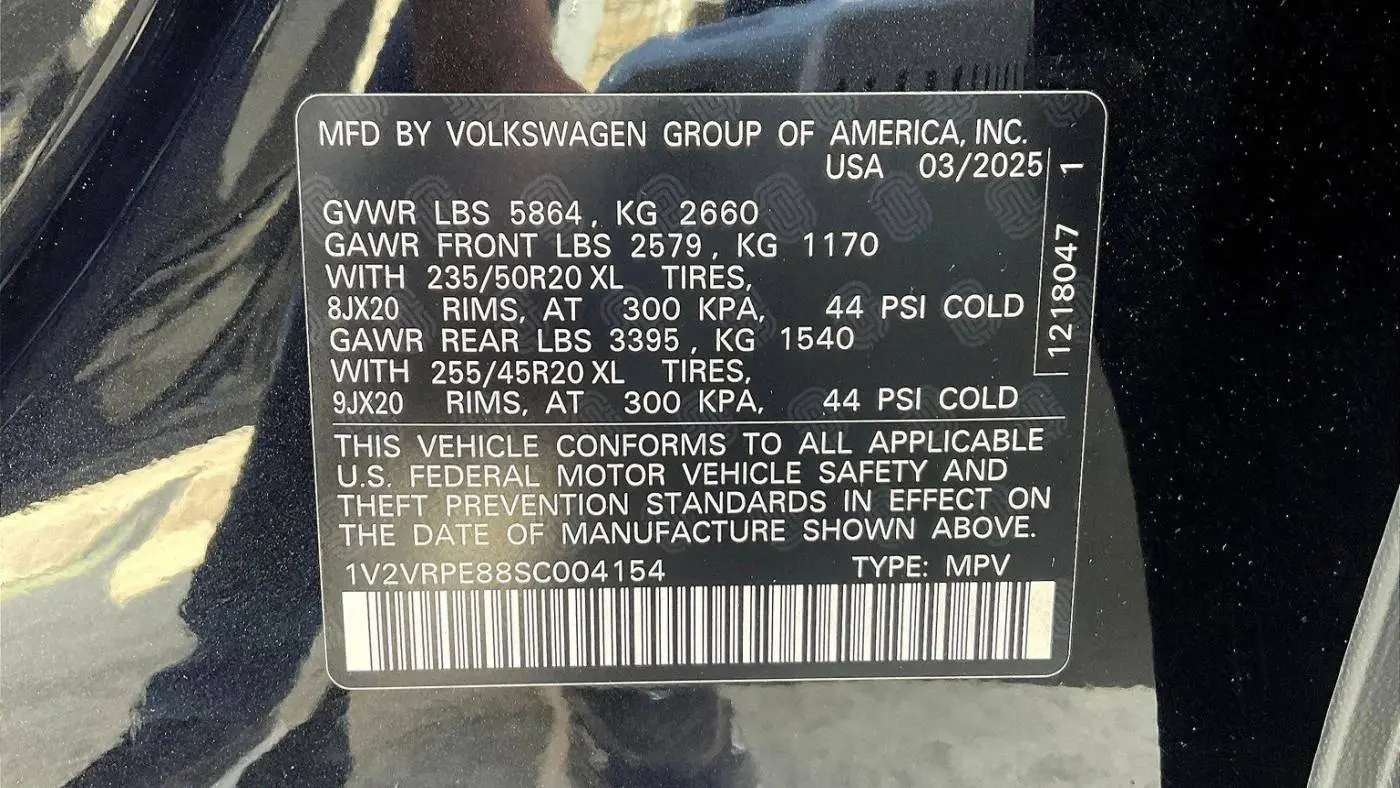 MFD BY VOLKSWAGEN GROUP OF AMERICA, INC.
USA 03/2025
GVWR LBS 5864, KG 2660
GAWR FRONT LBS 2579, KG 1170
WITH 235/50R20 XL TIRES,
8JX20 RIMS, AT 300 KPA, 44 PSI COLD
GAWR REAR LBS 3395, KG 1540
WITH 255/45R20 XL TIRES,
9JX20 RIMS, AT 300 KPA, 44 PSI COLD
1218047 1
THIS VEHICLE CONFORMS TO ALL APPLICABLE
U.S. FEDERAL MOTOR VEHICLE SAFETY AND
THEFT PREVENTION STANDARDS IN EFFECT ON
THE DATE OF MANUFACTURE SHOWN ABOVE.
1V2VRPE88SC004154 TYPE: MPV